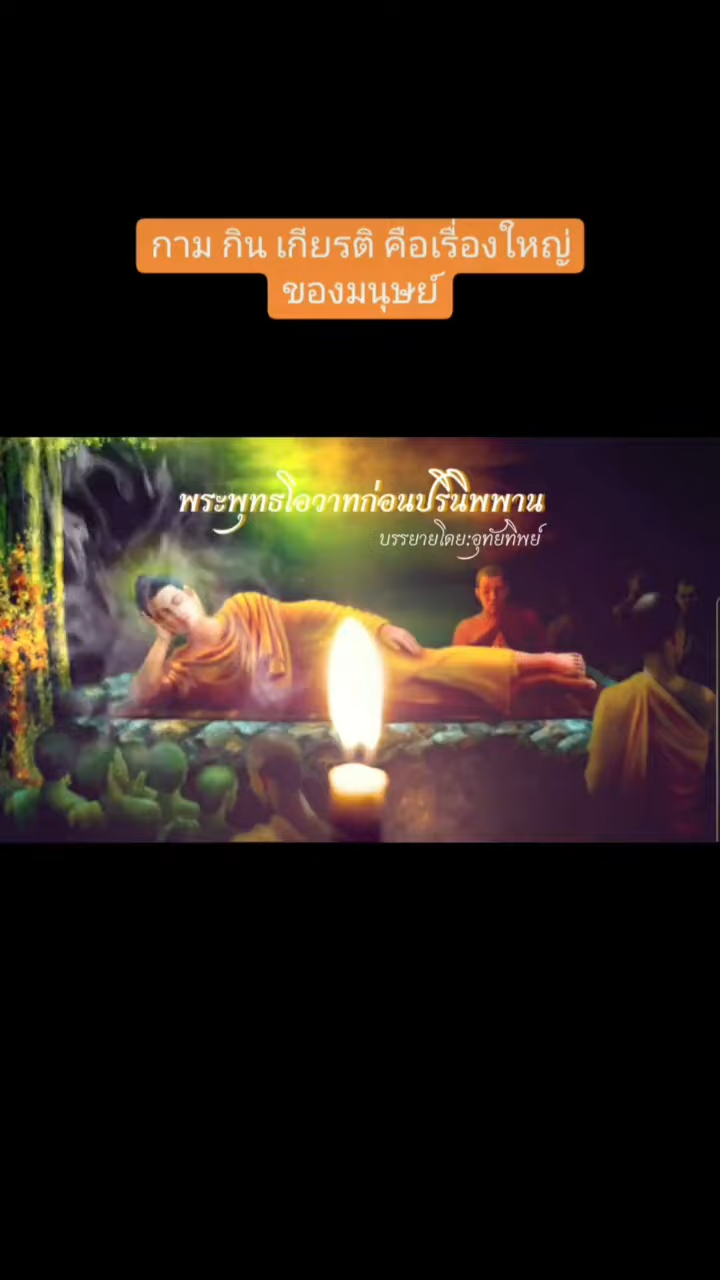 กาม กิน เกียรติ คือเรื่องใหญ่
ของมนุษย์
พระพุทธโอวาทก่อนปรินิพพาน
บรรยายโดย:อุทัยทิพย์